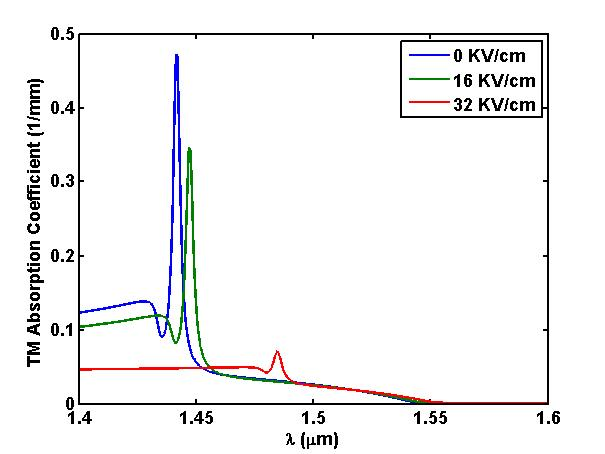 0.5
0.4
0.3
0.2
0.1
0
1.4
1.45
1.5
1.55
1.6
TM Absorption Coefficient (1/mm)
λ (μm)
0 KV/cm
16 KV/cm
32 KV/cm